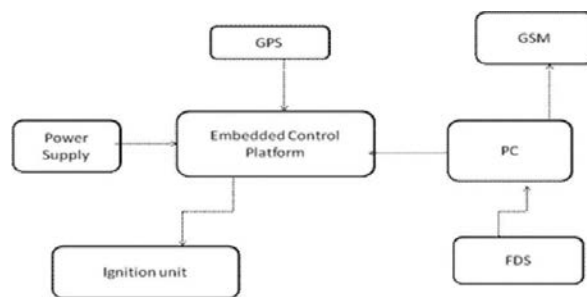 GPS
GSM
Power
Supply
Embedded Control
Platform
PC
Ignition unit
FDS